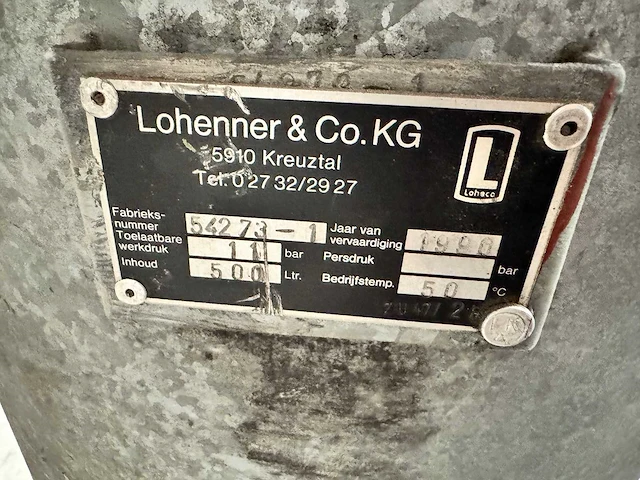 Lohenner & Co. KG
5910 Kreuztal
Tel. 0 27 32/29 27
L
Loheco
Fabrieks-
nummer 54273-1
Jaar van
vervaardiging
Toelaatbare
werkdruk 11 bar
Persdruk bar
Inhoud 500 Ltr.
Bedrijfstemp. 50 °C